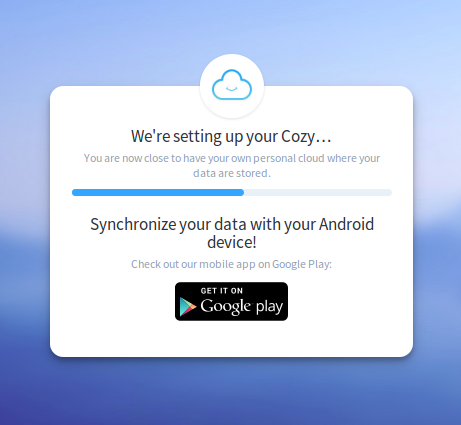 We're setting up your Cozy...
You are now close to have your own personal cloud where your
data are stored.
Synchronize your data with your Android
device!
Check out our mobile app on Google Play:
GET IT ON
Google play